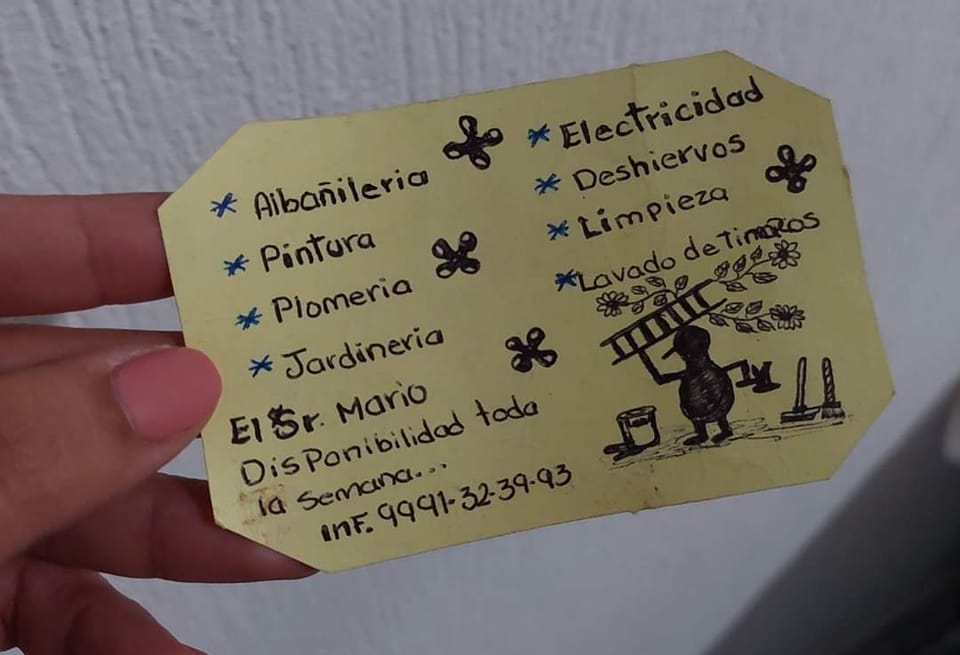 * Albañileria
* Pintura
* Plomeria
* Jardineria
* Electricidad
* Deshiervos
* Limpieza
* Lavado de Tinacos
El Sr. Mario
Disponibilidad toda
la semana...
INF. 9991-32-39-93